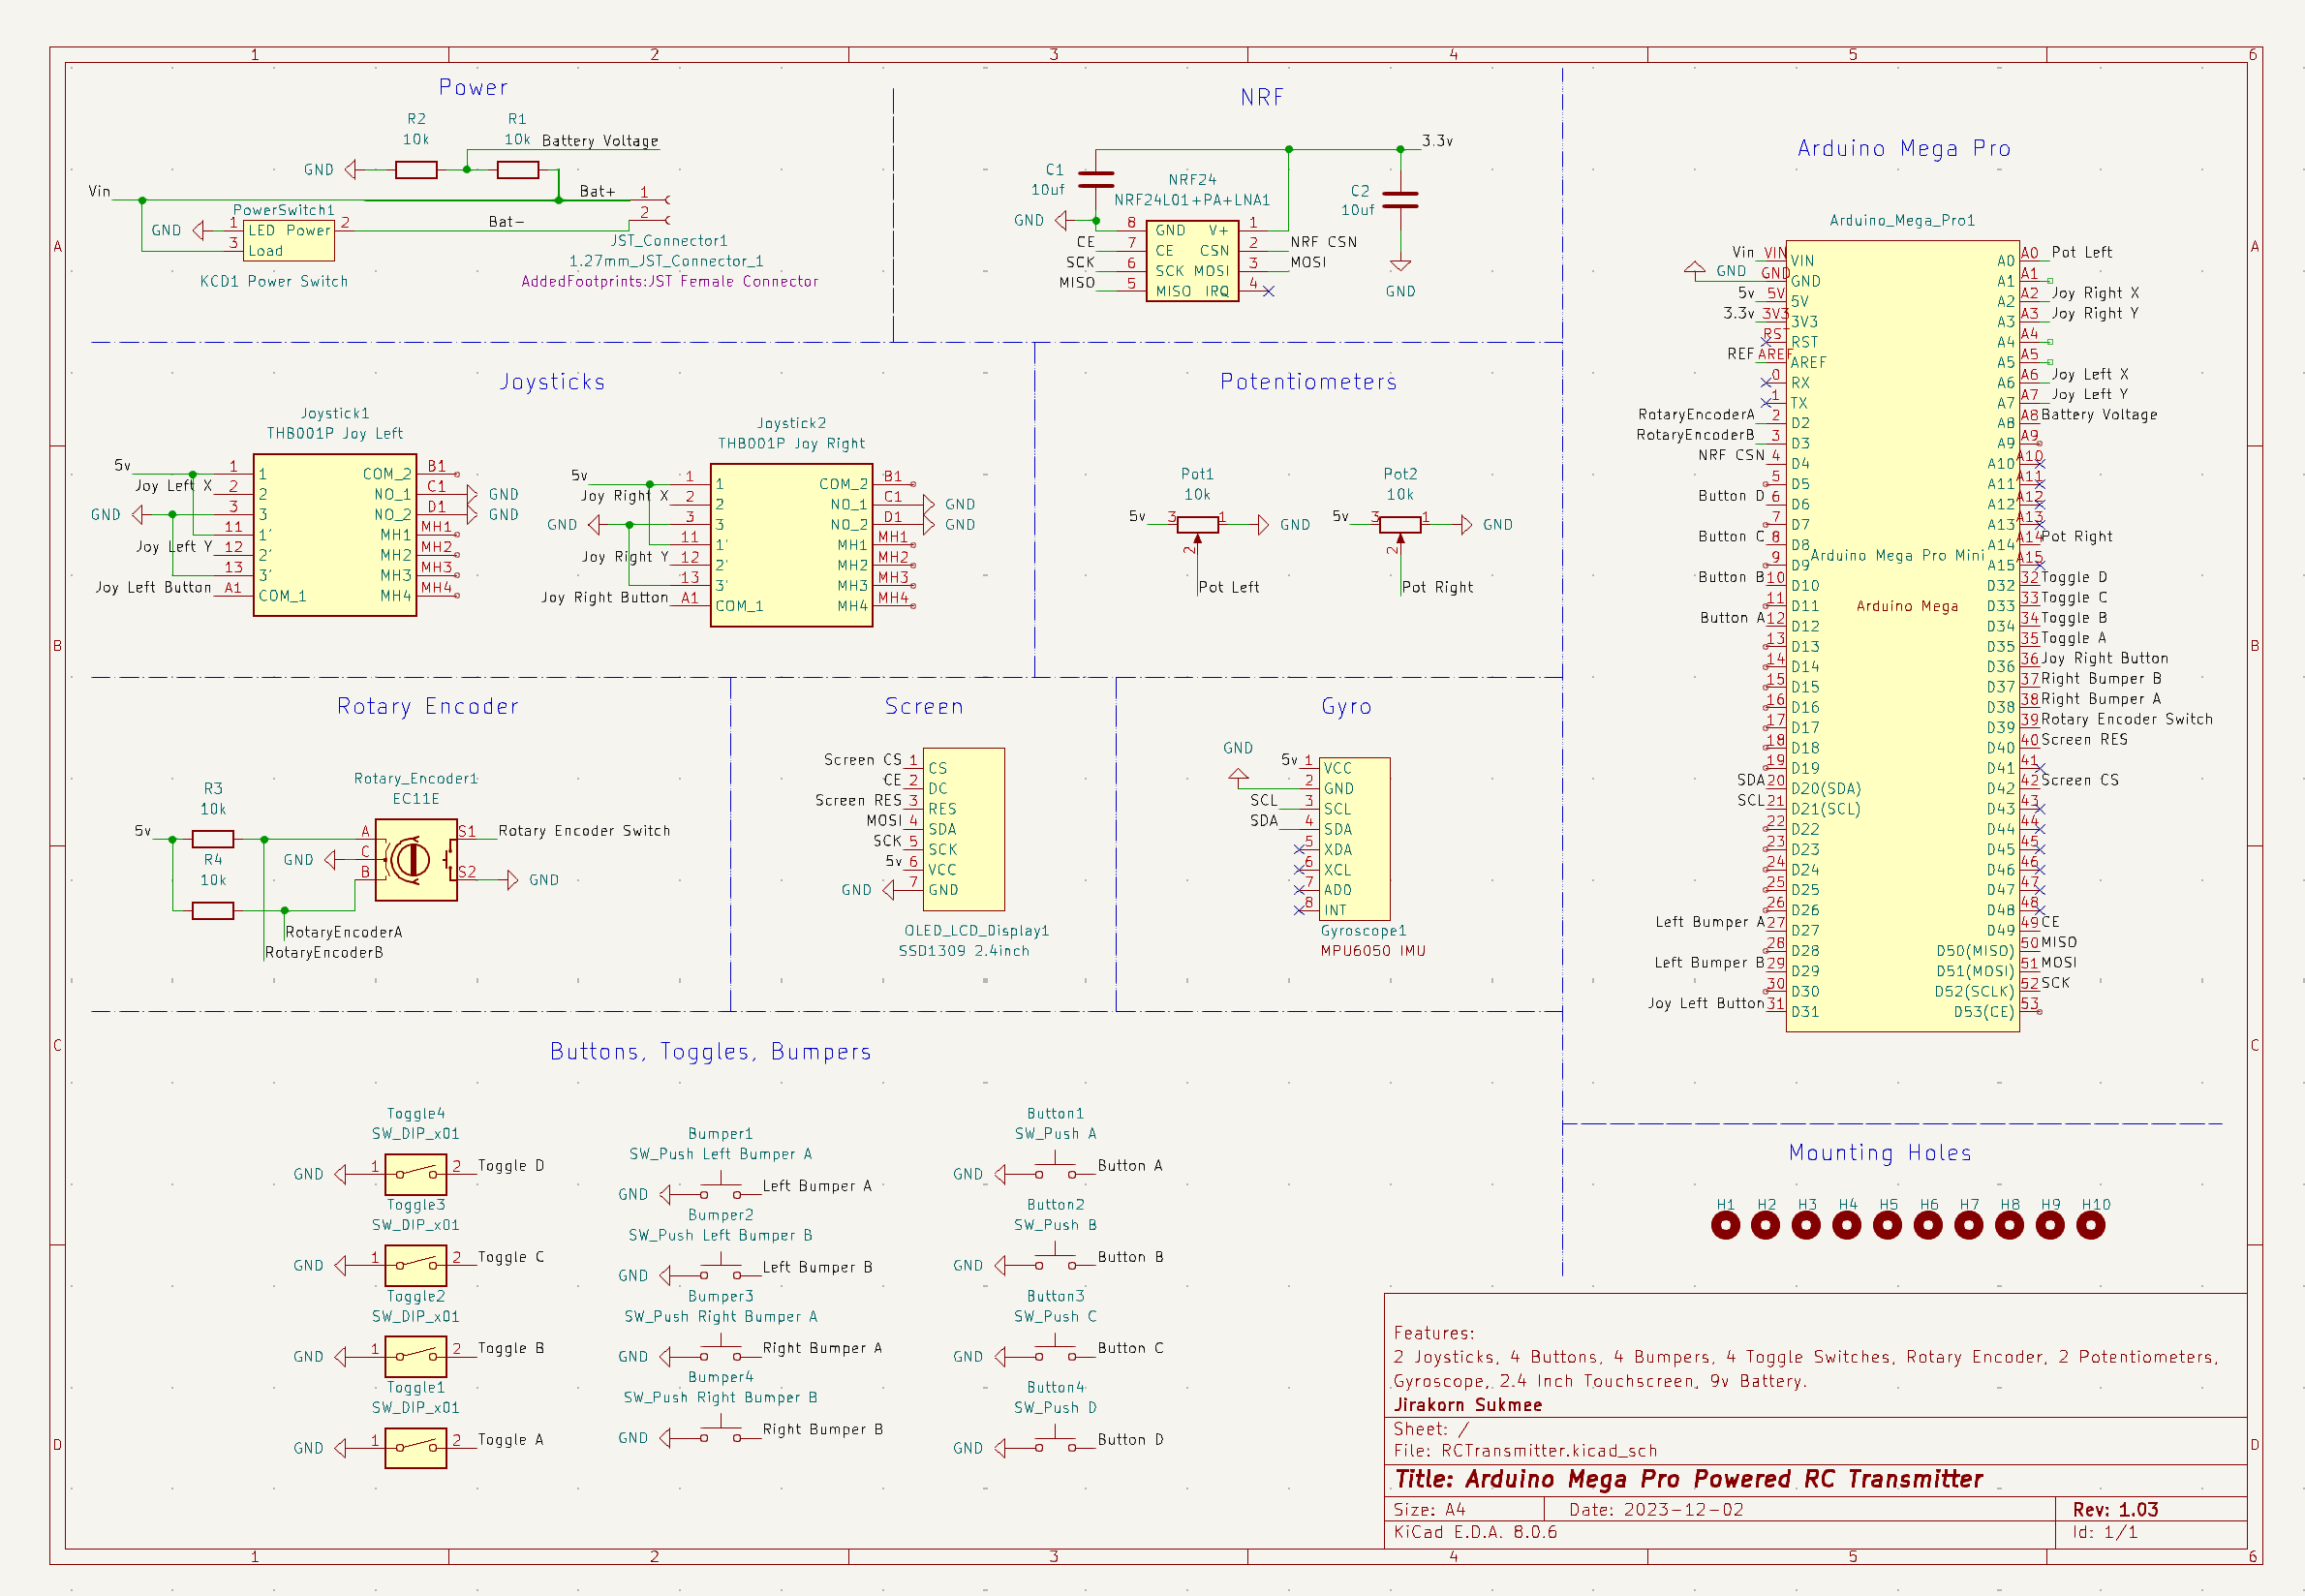 1 2 3 4 5 6
Power
R2
10k
R1
10k
Battery Voltage
GND
Vin
Bat+
1
2
Bat-
PowerSwitch1
GND
1 LED Power 2
3 Load
KCD1 Power Switch
JST_Connector1
1.27mm_JST_Connector_1
AddedFootprints:JST Female Connector
NRF
3.3v
C1
10uf
NRF24
NRF24L01+PA+LNA1
C2
10uf
GND
8 GND V+ 1
CE 7 CE CSN 2 NRF CSN
SCK 6 SCK MOSI 3 MOSI
MISO 5 MISO IRQ 4
GND
Joysticks
Joystick1
THB001P Joy Left
5v 1 1 COM_2 B1
Joy Left X 2 2 NO_1 C1 GND
GND 3 3 NO_2 D1 GND
11 1' MH1 MH1
Joy Left Y 12 2' MH2 MH2
13 3' MH3 MH3
Joy Left Button A1 COM_1 MH4 MH4
Joystick2
THB001P Joy Right
5v 1 1 COM_2 B1
Joy Right X 2 2 NO_1 C1 GND
GND 3 3 NO_2 D1 GND
11 1' MH1 MH1
Joy Right Y 12 2' MH2 MH2
13 3' MH3 MH3
Joy Right Button A1 COM_1 MH4 MH4
Potentiometers
Pot1
10k
5v 3 1 GND
2
Pot Left
Pot2
10k
5v 3 1 GND
2
Pot Right
Rotary Encoder
R3
10k
5v
R4
10k
Rotary_Encoder1
EC11E
A S1 Rotary Encoder Switch
GND C
B S2 GND
RotaryEncoderA
RotaryEncoderB
Screen
Screen CS 1 CS
CE 2 DC
Screen RES 3 RES
MOSI 4 SDA
SCK 5 SCK
5v 6 VCC
GND 7 GND
OLED_LCD_Display1
SSD1309 2.4inch
Gyro
GND
5v 1 VCC
2 GND
SCL 3 SCL
SDA 4 SDA
5 XDA
6 XCL
7 AD0
8 INT
Gyroscope1
MPU6050 IMU
Buttons, Toggles, Bumpers
Toggle4
SW_DIP_x01
GND 1 2 Toggle D
Toggle3
SW_DIP_x01
GND 1 2 Toggle C
Toggle2
SW_DIP_x01
GND 1 2 Toggle B
Toggle1
SW_DIP_x01
GND 1 2 Toggle A
Bumper1
SW_Push Left Bumper A
GND Left Bumper A
Bumper2
SW_Push Left Bumper B
GND Left Bumper B
Bumper3
SW_Push Right Bumper A
GND Right Bumper A
Bumper4
SW_Push Right Bumper B
GND Right Bumper B
Button1
SW_Push A
GND Button A
Button2
SW_Push B
GND Button B
Button3
SW_Push C
GND Button C
Button4
SW_Push D
GND Button D
Arduino Mega Pro
Arduino_Mega_Pro1
Vin VIN VIN A0 A0 Pot Left
GND GND GND A1 A1
5v 5V 5V A2 A2 Joy Right X
3.3v 3V3 3V3 A3 A3 Joy Right Y
RST RST A4 A4
REF AREF AREF A5 A5
0 RX A6 A6 Joy Left X
1 TX A7 A7 Joy Left Y
RotaryEncoderA 2 D2 A8 A8 Battery Voltage
RotaryEncoderB 3 D3 A9 A9
NRF CSN 4 D4 A10 A10
5 D5 A11 A11
Button D 6 D6 A12 A12
7 D7 A13 A13
Button C 8 D8 A14 A14 Pot Right
Arduino Mega Pro Mini
9 D9 A15 A15
Button B 10 D10 D32 32 Toggle D
11 D11 Arduino Mega D33 33 Toggle C
Button A 12 D12 D34 34 Toggle B
13 D13 D35 35 Toggle A
14 D14 D36 36 Joy Right Button
15 D15 D37 37 Right Bumper B
16 D16 D38 38 Right Bumper A
17 D17 D39 39 Rotary Encoder Switch
18 D18 D40 40 Screen RES
19 D19 D41 41
SDA 20 D20(SDA) D42 42 Screen CS
SCL 21 D21(SCL) D43 43
22 D22 D44 44
23 D23 D45 45
24 D24 D46 46
25 D25 D47 47
26 D26 D48 48
Left Bumper A 27 D27 D49 49 CE
28 D28 D50(MISO) 50 MISO
Left Bumper B 29 D29 D51(MOSI) 51 MOSI
30 D30 D52(SCLK) 52 SCK
Joy Left Button 31 D31 D53(CE) 53
Mounting Holes
H1 H2 H3 H4 H5 H6 H7 H8 H9 H10
Features:
2 Joysticks, 4 Buttons, 4 Bumpers, 4 Toggle Switches, Rotary Encoder, 2 Potentiometers,
Gyroscope, 2.4 Inch Touchscreen, 9v Battery.
Jirakorn Sukmee
Sheet: /
File: RCTransmitter.kicad_sch
Title: Arduino Mega Pro Powered RC Transmitter
Size: A4 Date: 2023-12-02 Rev: 1.03
KiCad E.D.A. 8.0.6 Id: 1/1
A A
B B
C C
D D
1 2 3 4 5 6